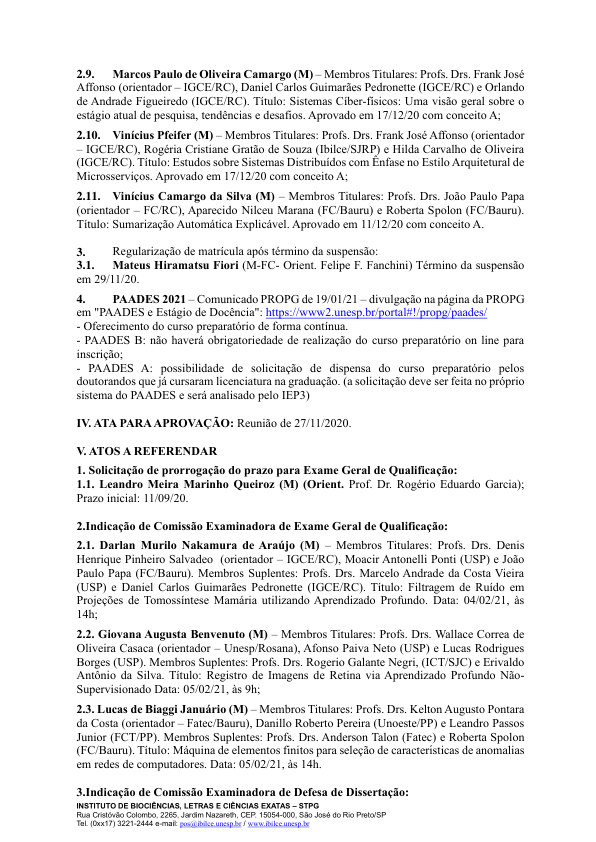 2.9. Marcos Paulo de Oliveira Camargo (M) – Membros Titulares: Profs. Drs. Frank José
Affonso (orientador – IGCE/RC), Daniel Carlos Guimarães Pedronette (IGCE/RC) e Orlando
de Andrade Figueiredo (IGCE/RC). Título: Sistemas Ciber-físicos: Uma visão geral sobre o
estágio atual de pesquisa, tendências e desafios. Aprovado em 17/12/20 com conceito A;
2.10. Vinícius Pfeifer (M) – Membros Titulares: Profs. Drs. Frank José Affonso (orientador
– IGCE/RC), Rogéria Cristiane Gratão de Souza (Ibilce/SJRP) e Hilda Carvalho de Oliveira
(IGCE/RC). Título: Estudos sobre Sistemas Distribuídos com Ênfase no Estilo Arquitetural de
Microsserviços. Aprovado em 17/12/20 com conceito A;
2.11. Vinícius Camargo da Silva (M) – Membros Titulares: Profs. Drs. João Paulo Papa
(orientador – FC/RC), Aparecido Nilceu Marana (FC/Bauru) e Roberta Spolon (FC/Bauru).
Título: Sumarização Automática Explicável. Aprovado em 11/12/20 com conceito A.
3. Regularização de matrícula após término da suspensão:
3.1. Mateus Hiramatsu Fiori (M-FC- Orient. Felipe F. Fanchini) Término da suspensão
em 29/11/20.
4. PAADES 2021 – Comunicado PROPG de 19/01/21 – divulgação na página da PROPG
em "PAADES e Estágio de Docência": https://www2.unesp.br/portal#!/propg/paades/
- Oferecimento do curso preparatório de forma contínua.
- PAADES B: não haverá obrigatoriedade de realização do curso preparatório on line para
inscrição;
- PAADES A: possibilidade de solicitação de dispensa do curso preparatório pelos
doutorandos que já cursaram licenciatura na graduação. (a solicitação deve ser feita no próprio
sistema do PAADES e será analisado pelo IEP3)
IV. ATA PARA APROVAÇÃO: Reunião de 27/11/2020.
V. ATOS A REFERENDAR
1. Solicitação de prorrogação do prazo para Exame Geral de Qualificação:
1.1. Leandro Meira Marinho Queiroz (M) (Orient. Prof. Dr. Rogério Eduardo Garcia);
Prazo inicial: 11/09/20.
2.Indicação de Comissão Examinadora de Exame Geral de Qualificação:
2.1. Darlan Murilo Nakamura de Araújo (M) – Membros Titulares: Profs. Drs. Denis
Henrique Pinheiro Salvadeo (orientador – IGCE/RC), Moacir Antonelli Ponti (USP) e João
Paulo Papa (FC/Bauru). Membros Suplentes: Profs. Drs. Marcelo Andrade da Costa Vieira
(USP) e Daniel Carlos Guimarães Pedronette (IGCE/RC). Título: Filtragem de Ruído em
Projeções de Tomossíntese Mamária utilizando Aprendizado Profundo. Data: 04/02/21, às
14h;
2.2. Giovana Augusta Benvenuto (M) – Membros Titulares: Profs. Drs. Wallace Correa de
Oliveira Casaca (orientador – Unesp/Rosana), Afonso Paiva Neto (USP) e Lucas Rodrigues
Borges (USP). Membros Suplentes: Profs. Drs. Rogerio Galante Negri, (ICT/SJC) e Erivaldo
Antônio da Silva. Título: Registro de Imagens de Retina via Aprendizado Profundo Não-
Supervisionado Data: 05/02/21, às 9h;
2.3. Lucas de Biaggi Januário (M) – Membros Titulares: Profs. Drs. Kelton Augusto Pontara
da Costa (orientador – Fatec/Bauru), Danillo Roberto Pereira (Unoeste/PP) e Leandro Passos
Junior (FCT/PP). Membros Suplentes: Profs. Drs. Anderson Talon (Fatec) e Roberta Spolon
(FC/Bauru). Título: Máquina de elementos finitos para seleção de características de anomalias
em redes de computadores. Data: 05/02/21, às 14h.
3.Indicação de Comissão Examinadora de Defesa de Dissertação:
INSTITUTO DE BIOCIÊNCIAS, LETRAS E CIÊNCIAS EXATAS – STPG
Rua Cristóvão Colombo, 2265, Jardim Nazareth, CEP. 15054-000, São José do Rio Preto/SP
Tel. (0xx17) 3221-2444 e-mail: pos@ibilce.unesp.br / www.ibilce.unesp.br